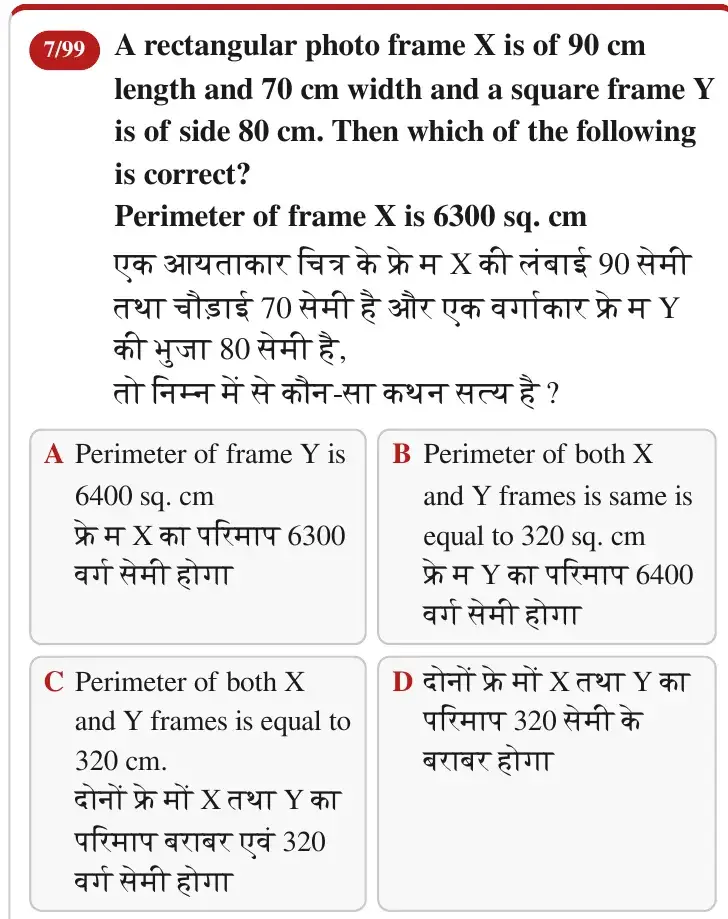 7/99 A rectangular photo frame X is of 90 cm
length and 70 cm width and a square frame Y
is of side 80 cm. Then which of the following
is correct?
Perimeter of frame X is 6300 sq. cm
एक आयताकार चित्र के फ्रेम X की लंबाई 90 सेमी
तथा चौड़ाई 70 सेमी है और एक वर्गाकार फ्रेम Y
की भुजा 80 सेमी है,
तो निम्न में से कौन-सा कथन सत्य है ?
A Perimeter of frame Y is
6400 sq. cm
फ्रेम X का परिमाप 6300
वर्ग सेमी होगा
B Perimeter of both X
and Y frames is same is
equal to 320 sq. cm
फ्रेम Y का परिमाप 6400
वर्ग सेमी होगा
C Perimeter of both X
and Y frames is equal to
320 cm.
दोनों फ्रेमों X तथा Y का
परिमाप बराबर एवं 320
वर्ग सेमी होगा
D दोनों फ्रेमों X तथा Y का
परिमाप 320 सेमी के
बराबर होगा